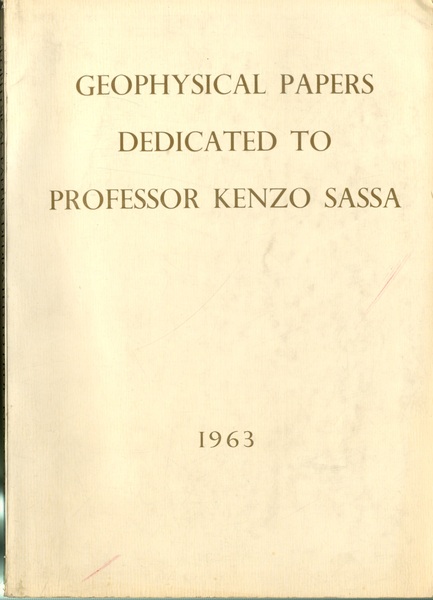 GEOPHYSICAL PAPERS
DEDICATED TO
PROFESSOR KENZO SASSA
1963